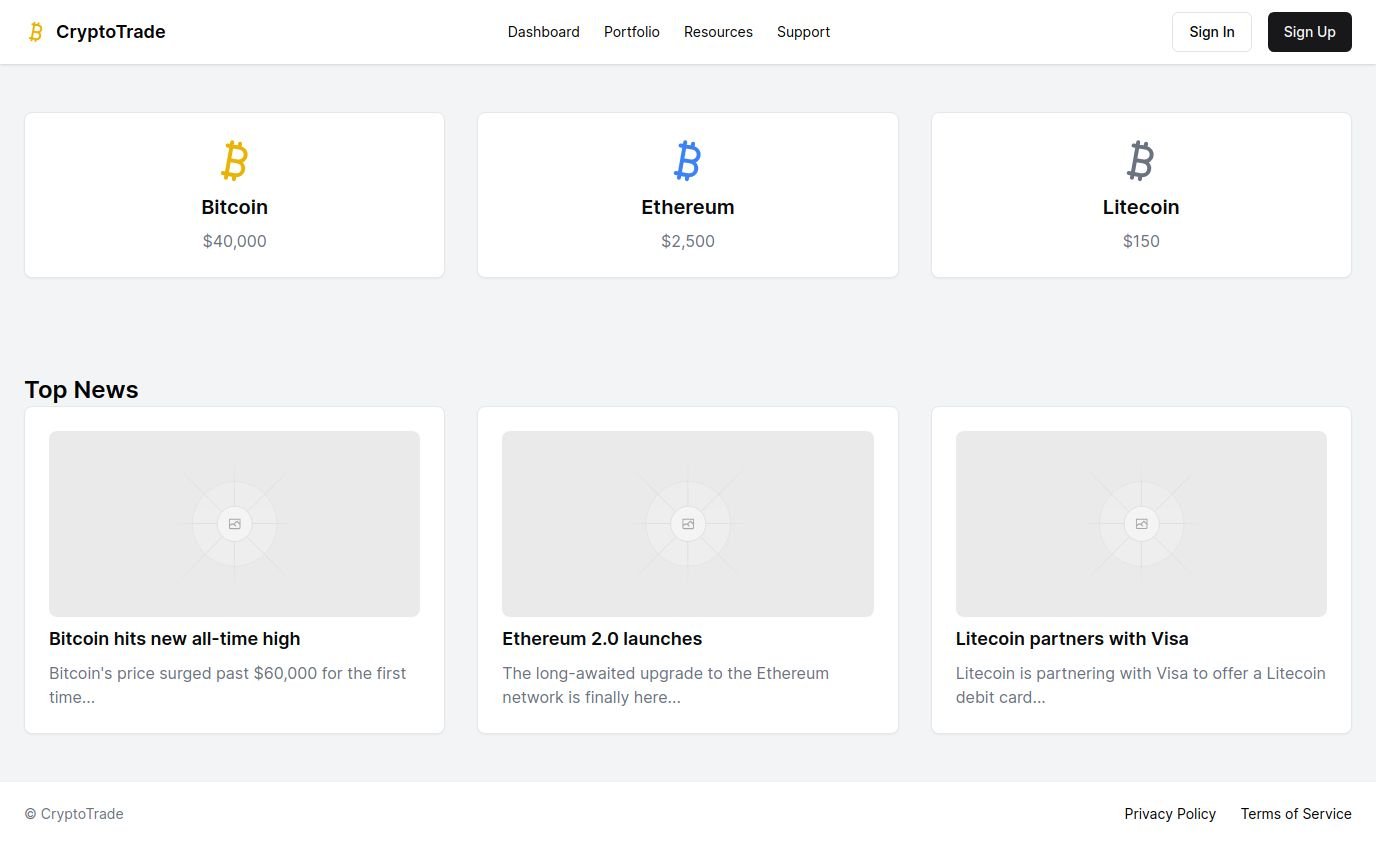 CryptoTrade
Dashboard Portfolio Resources Support
Sign In Sign Up
Bitcoin
$40,000
Ethereum
$2,500
Litecoin
$150
Top News
Bitcoin hits new all-time high
Bitcoin's price surged past $60,000 for the first
time...
Ethereum 2.0 launches
The long-awaited upgrade to the Ethereum
network is finally here...
Litecoin partners with Visa
Litecoin is partnering with Visa to offer a Litecoin
debit card...
© CryptoTrade
Privacy Policy Terms of Service